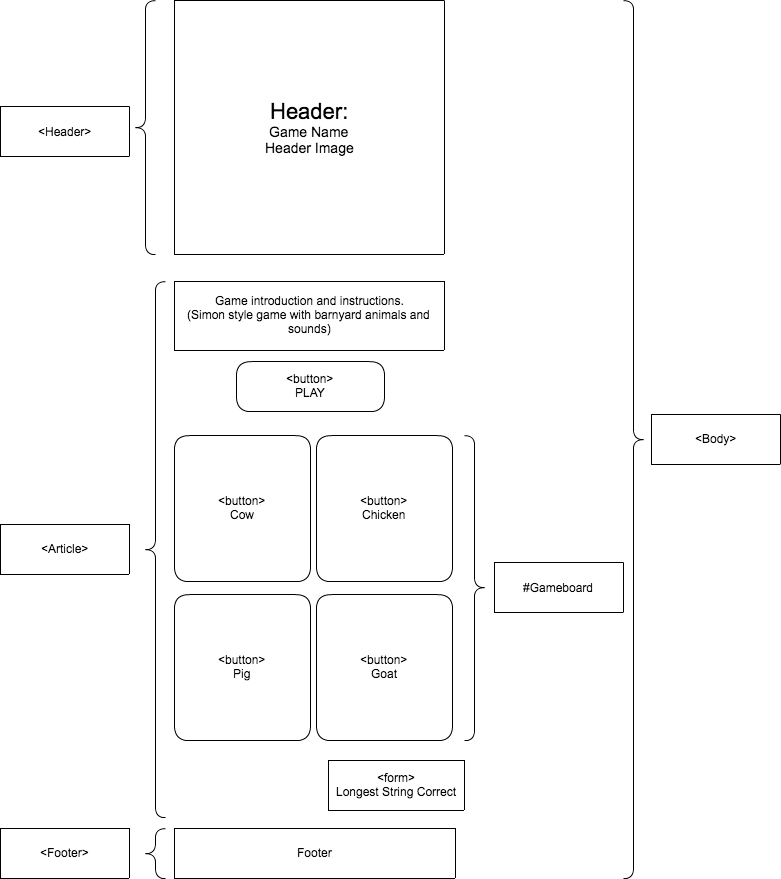 Header:
Game Name
Header Image
<Header>
Game introduction and instructions.
(Simon style game with barnyard animals and
sounds)
<button>
PLAY
<Body>
<button>
Cow
<button>
Chicken
<Article>
#Gameboard
<button>
Pig
<button>
Goat
<form>
Longest String Correct
<Footer>
Footer